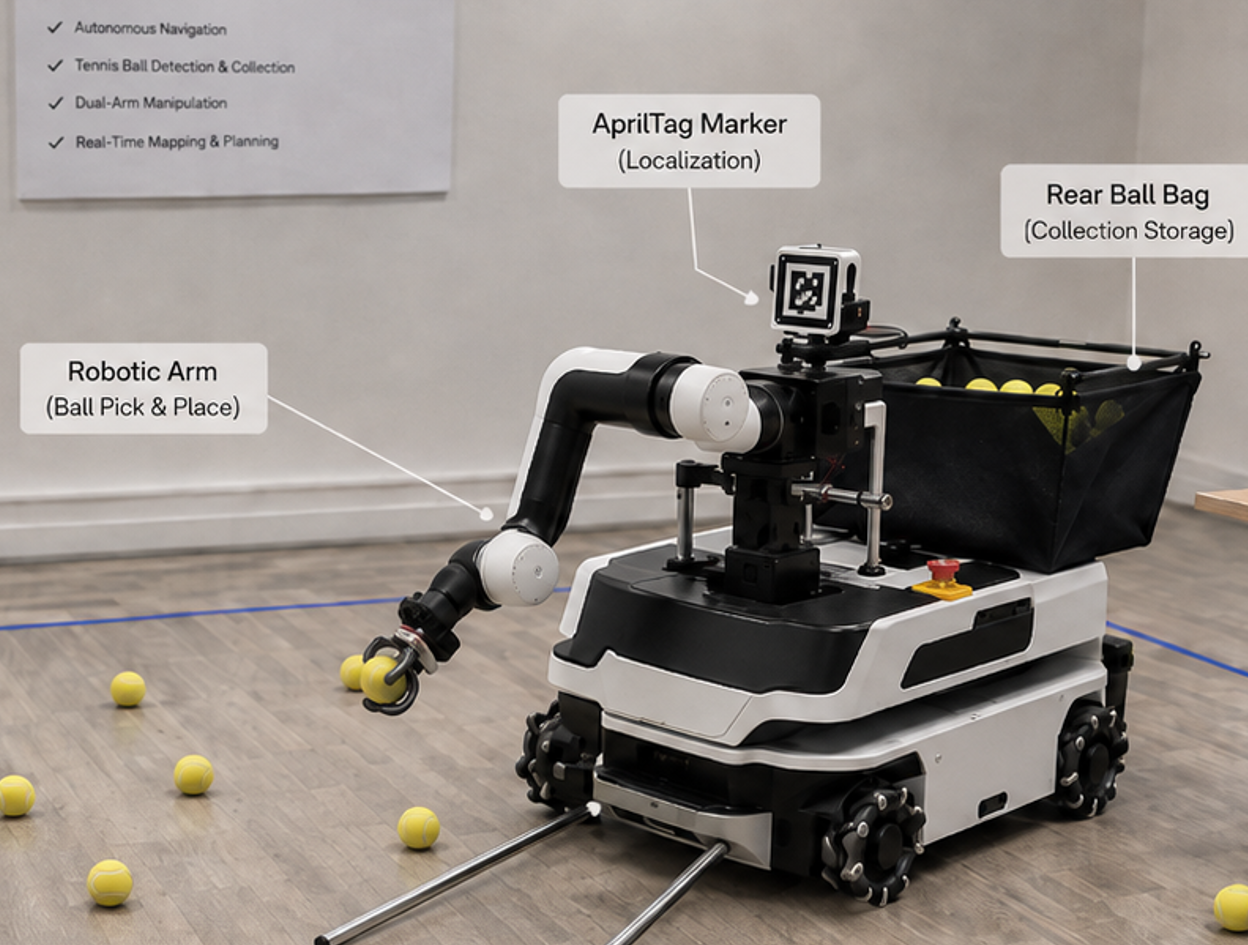 ✓ Autonomous Navigation
✓ Tennis Ball Detection & Collection
✓ Dual-Arm Manipulation
✓ Real-Time Mapping & Planning
AprilTag Marker
(Localization)
Rear Ball Bag
(Collection Storage)
Robotic Arm
(Ball Pick & Place)